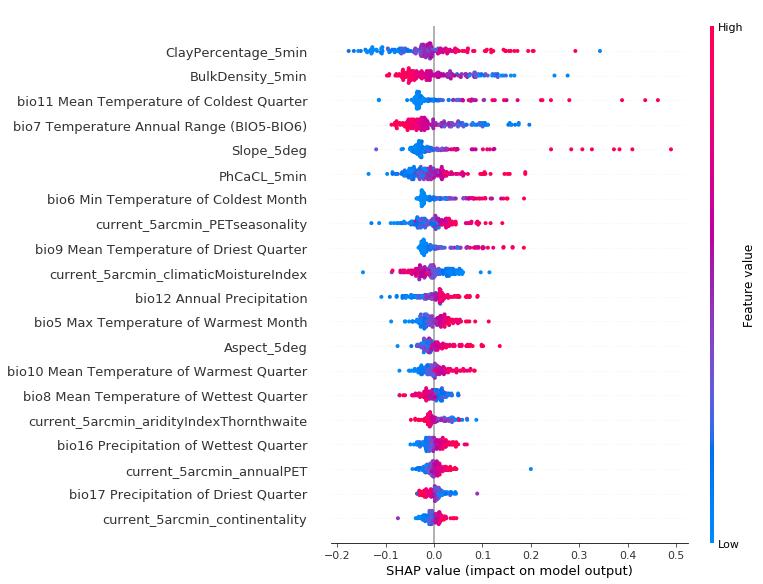 High
ClayPercentage_5min
BulkDensity_5min
bio11 Mean Temperature of Coldest Quarter
bio7 Temperature Annual Range (BIO5-BIO6)
Slope_5deg
PhCaCL_5min
bio6 Min Temperature of Coldest Month
current_5arcmin_PETseasonality
bio9 Mean Temperature of Driest Quarter
current_5arcmin_climaticMoistureIndex
bio12 Annual Precipitation
bio5 Max Temperature of Warmest Month
Aspect_5deg
bio10 Mean Temperature of Warmest Quarter
bio8 Mean Temperature of Wettest Quarter
current_5arcmin_aridityIndexThornthwaite
bio16 Precipitation of Wettest Quarter
current_5arcmin_annualPET
bio17 Precipitation of Driest Quarter
current_5arcmin_continentality
Feature value
Low
−0.2 −0.1 0.0 0.1 0.2 0.3 0.4 0.5
SHAP value (impact on model output)